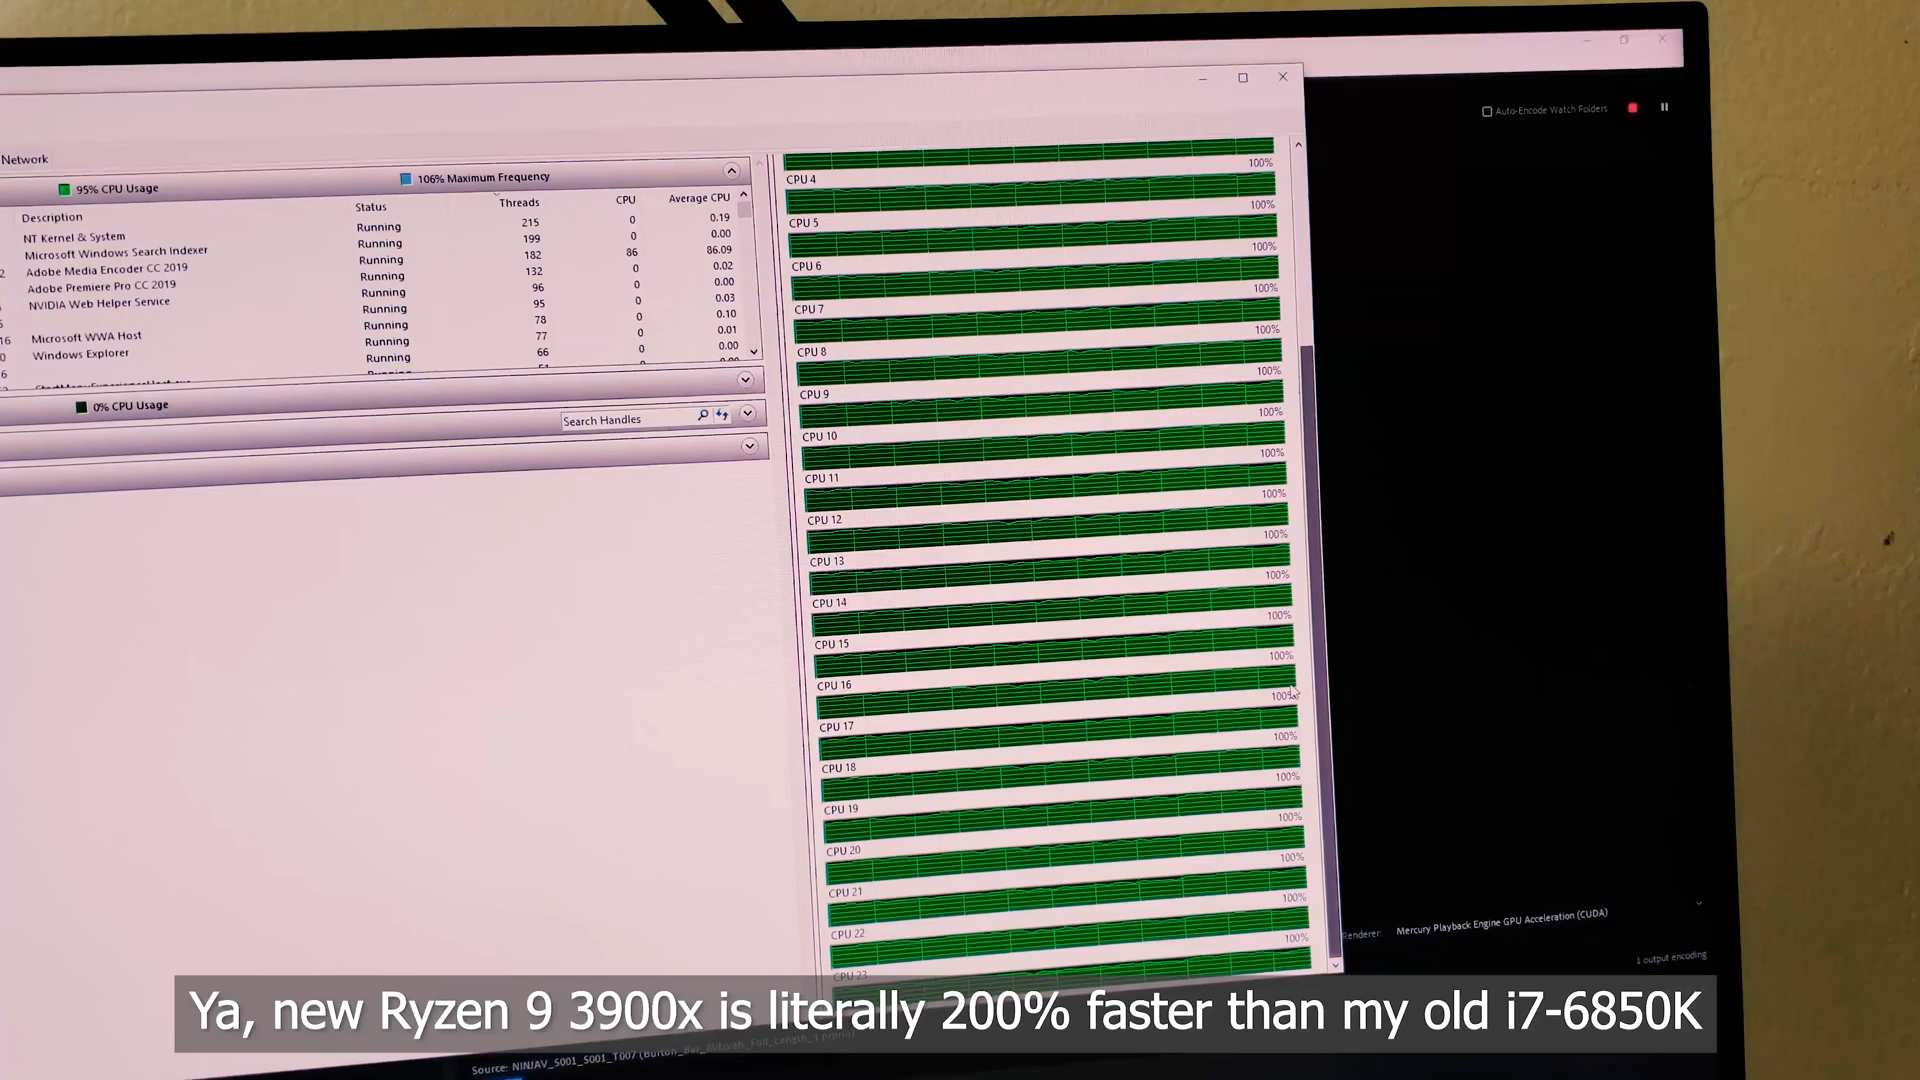 Auto-Encode Watch Folders
Network
95% CPU Usage
106% Maximum Frequency
Description Status Threads CPU Average CPU
NT Kernel & System Running 215 0 0.19
Microsoft Windows Search Indexer Running 199 0 0.00
Adobe Media Encoder CC 2019 Running 182 86 86.09
Adobe Premiere Pro CC 2019 Running 132 0 0.02
NVIDIA Web Helper Service Running 96 0 0.00
Running 95 0 0.03
Microsoft WWA Host Running 78 0 0.10
Windows Explorer Running 77 0 0.01
Running 66 0 0.00
0% CPU Usage
Search Handles
100%
CPU 4
100%
CPU 5
100%
CPU 6
100%
CPU 7
100%
CPU 8
100%
CPU 9
100%
CPU 10
100%
CPU 11
100%
CPU 12
100%
CPU 13
100%
CPU 14
100%
CPU 15
100%
CPU 16
100%
CPU 17
100%
CPU 18
100%
CPU 19
100%
CPU 20
100%
CPU 21
100%
CPU 22
100%
CPU 23
Renderer: Mercury Playback Engine GPU Acceleration (CUDA)
1 output encoding
Ya, new Ryzen 9 3900x is literally 200% faster than my old i7-6850K
Source: NINJAV_S001_S001_T007